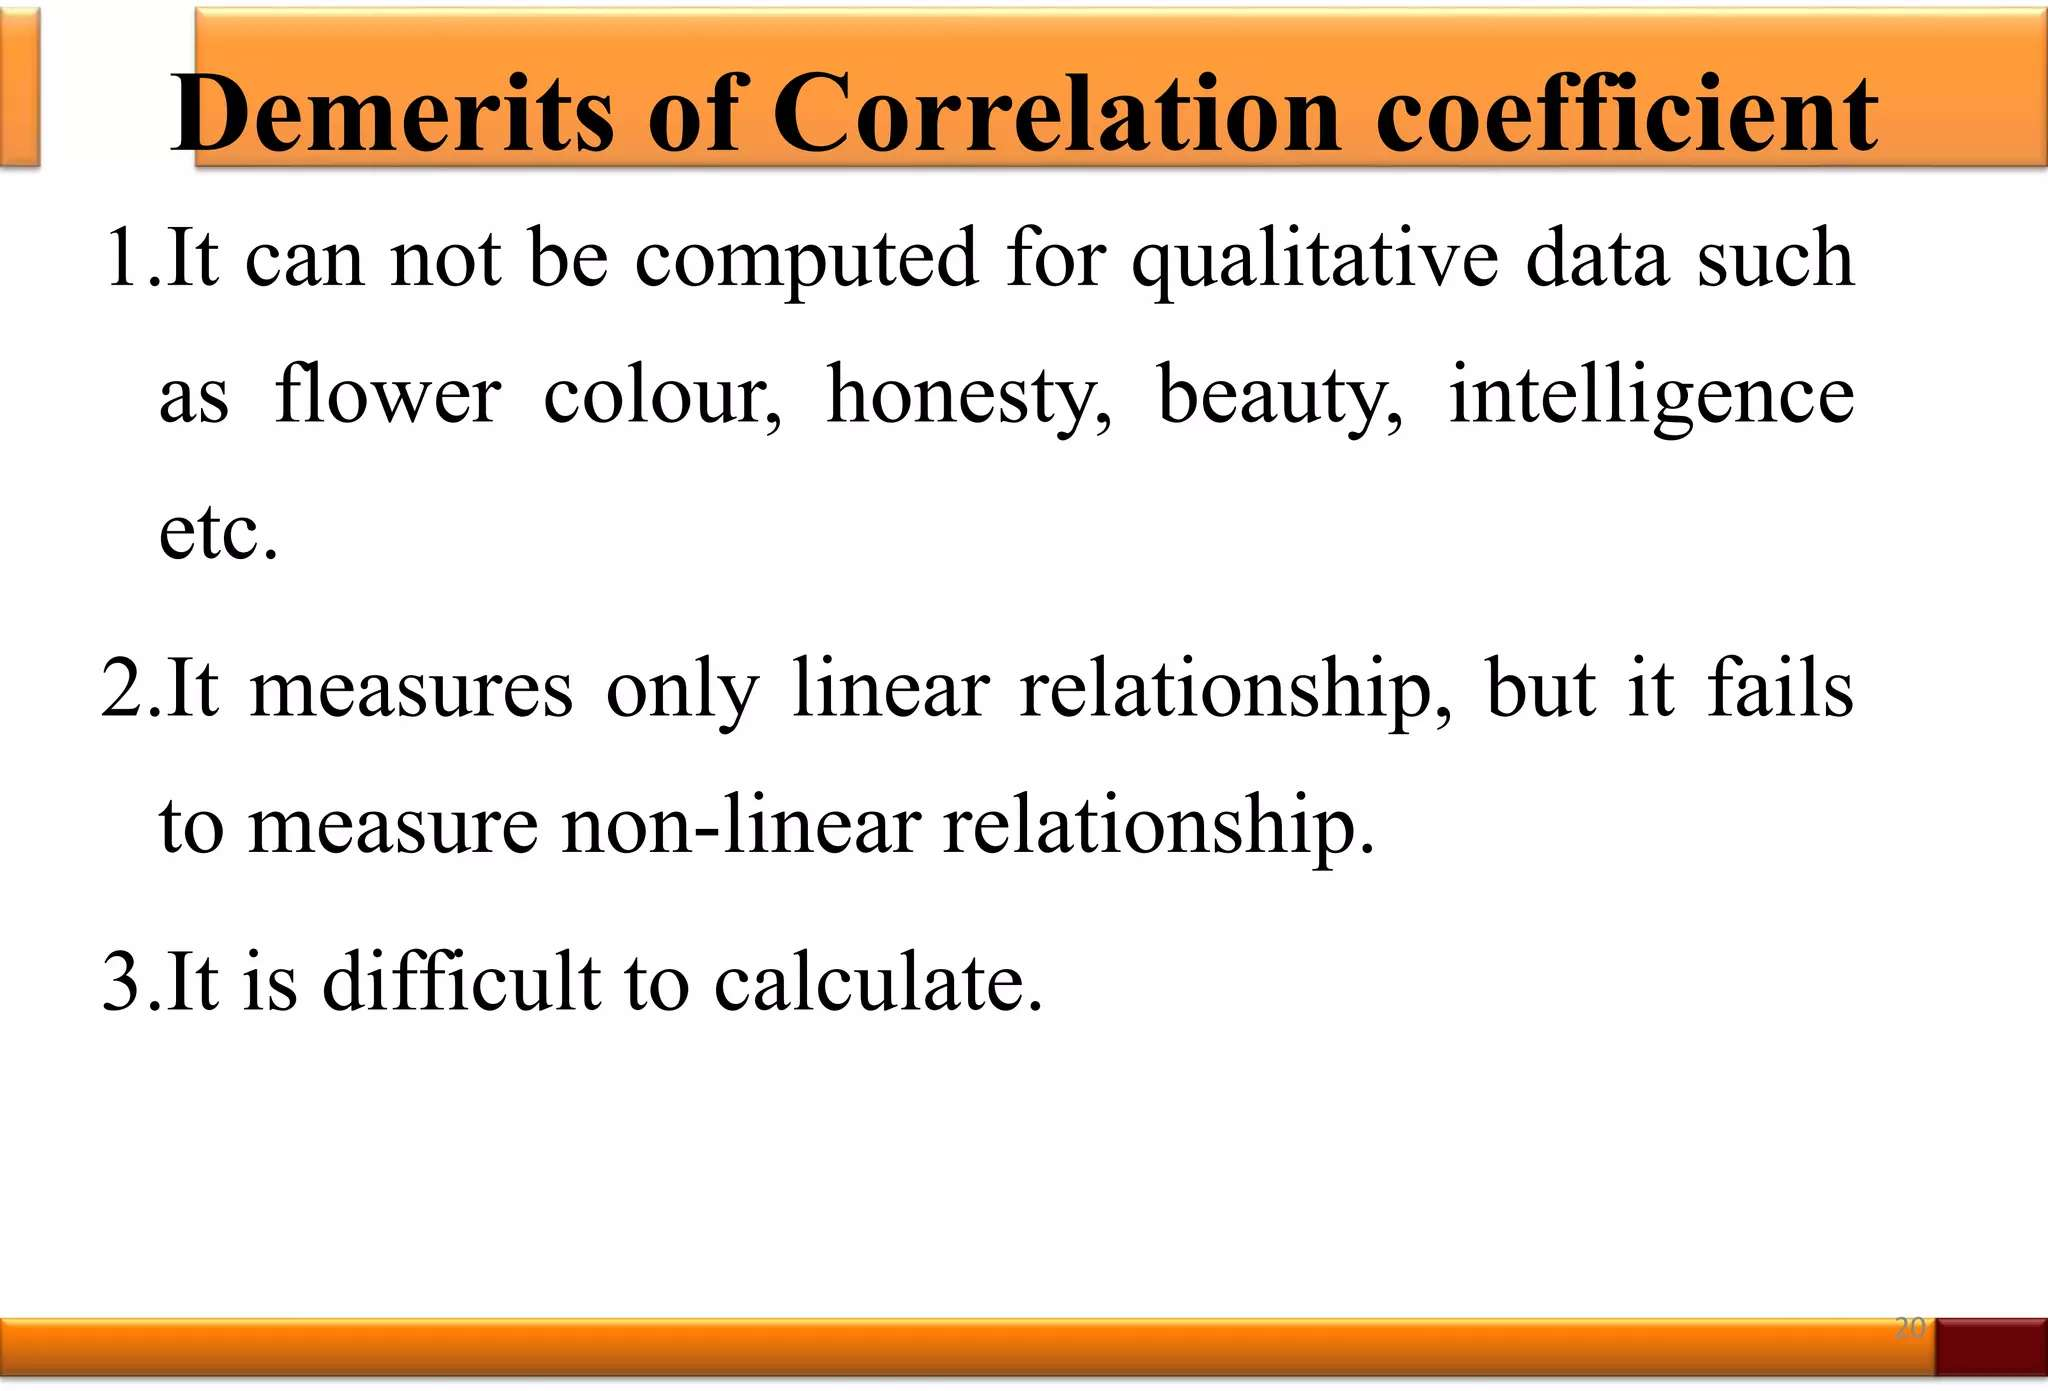 Demerits of Correlation coefficient
1.It can not be computed for qualitative data such
as flower colour, honesty, beauty, intelligence
etc.
2.It measures only linear relationship, but it fails
to measure non-linear relationship.
3.It is difficult to calculate.
20